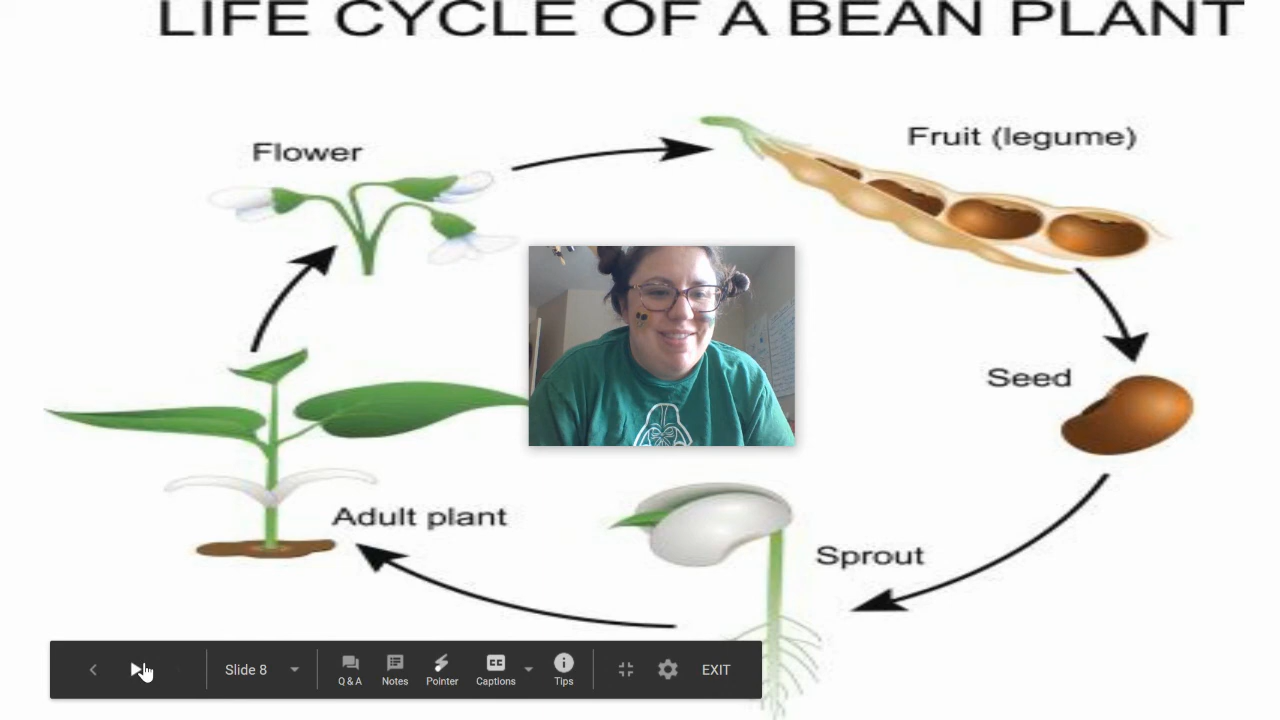 LIFE CYCLE OF A BEAN PLANT
Flower
Fruit (legume)
Seed
Adult plant
Sprout
Slide 8
Q & A
Notes
Pointer
CC
Captions
Tips
EXIT